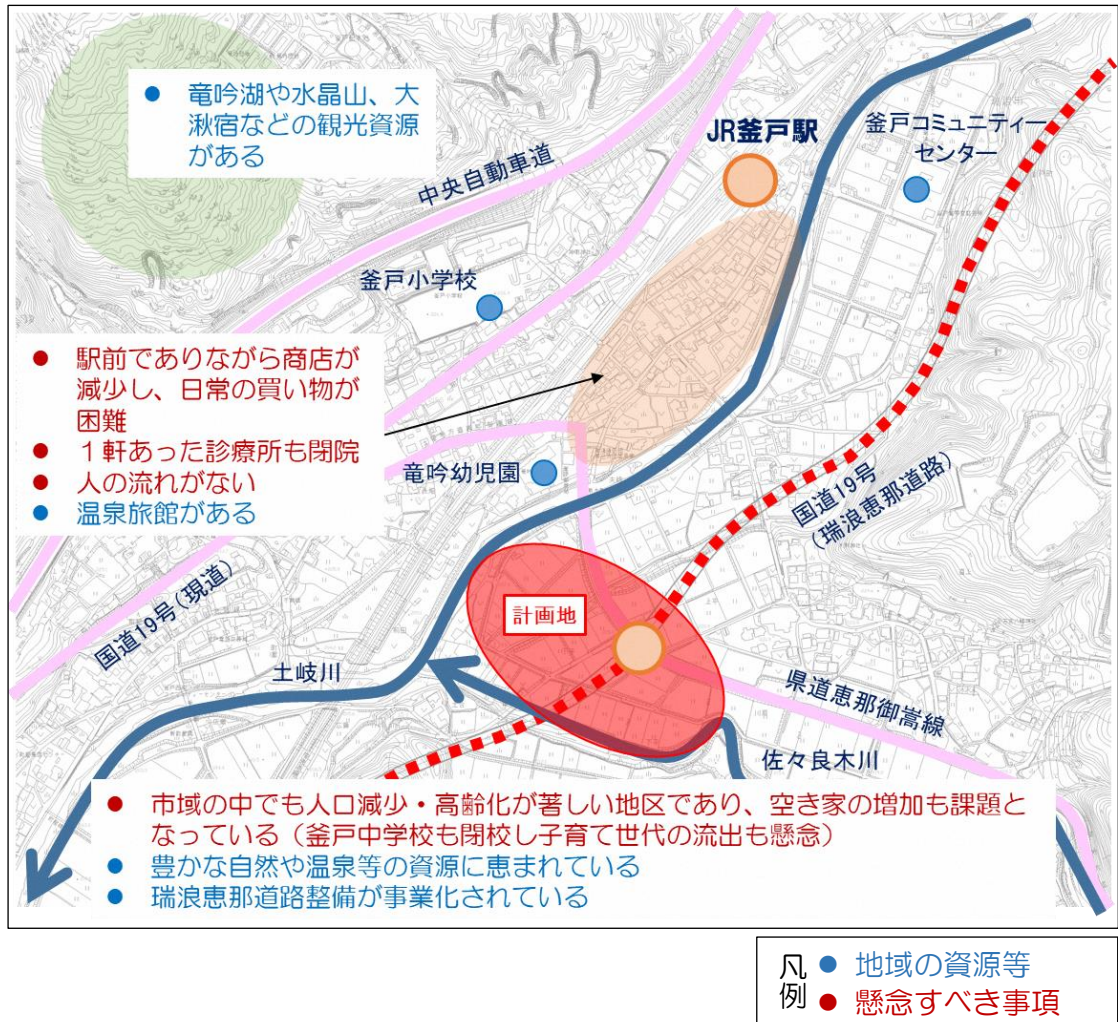 ● 竜吟湖や水晶山、大
湫宿などの観光資源
がある
JR釜戸駅
釜戸コミュニティー
センター
中央自動車道
釜戸小学校
● 駅前でありながら商店が
減少し、日常の買い物が
困難
● １軒あった診療所も閉院
● 人の流れがない
● 温泉旅館がある
竜吟幼児園
国道19号
(瑞浪恵那道路)
計画地
国道19号(現道)
土岐川
県道恵那御嵩線
佐々良木川
● 市域の中でも人口減少・高齢化が著しい地区であり、空き家の増加も課題と
なっている（釜戸中学校も閉校し子育て世代の流出も懸念）
● 豊かな自然や温泉等の資源に恵まれている
● 瑞浪恵那道路整備が事業化されている
凡例
● 地域の資源等
● 懸念すべき事項